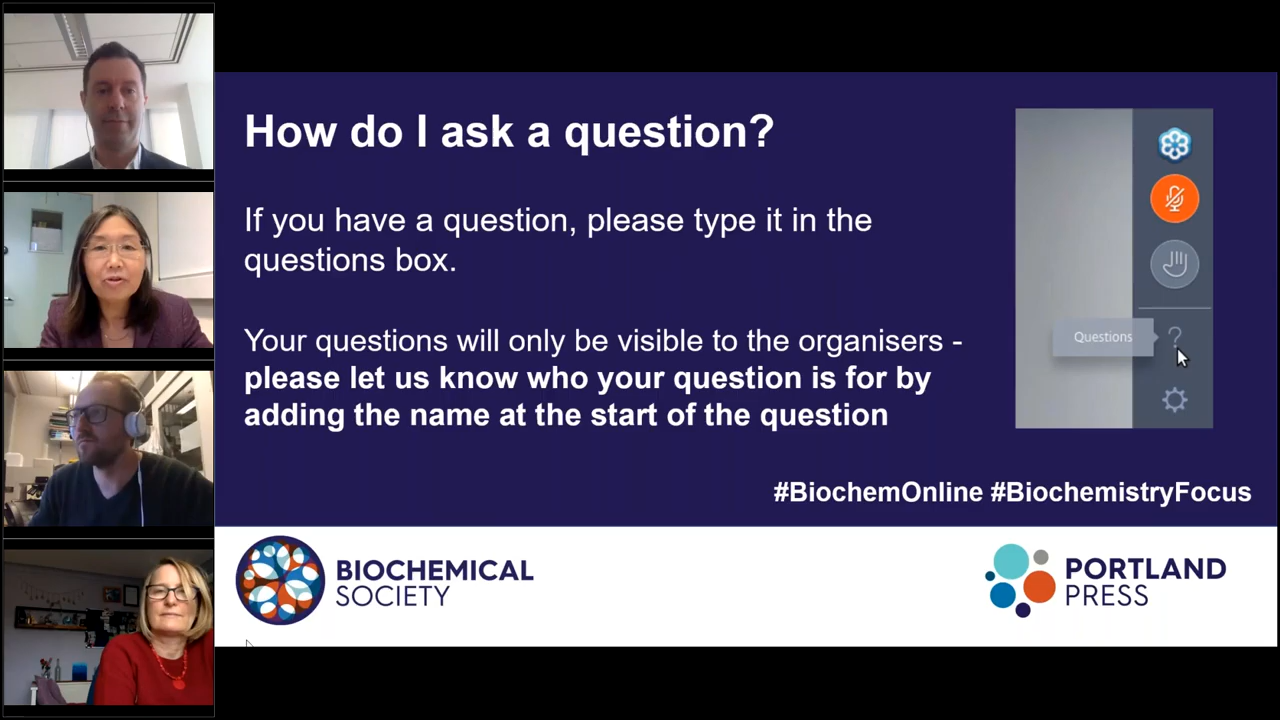 How do I ask a question?
If you have a question, please type it in the
questions box.
Your questions will only be visible to the organisers -
please let us know who your question is for by
adding the name at the start of the question
Questions
?
#BiochemOnline #BiochemistryFocus
BIOCHEMICAL
SOCIETY
PORTLAND
PRESS